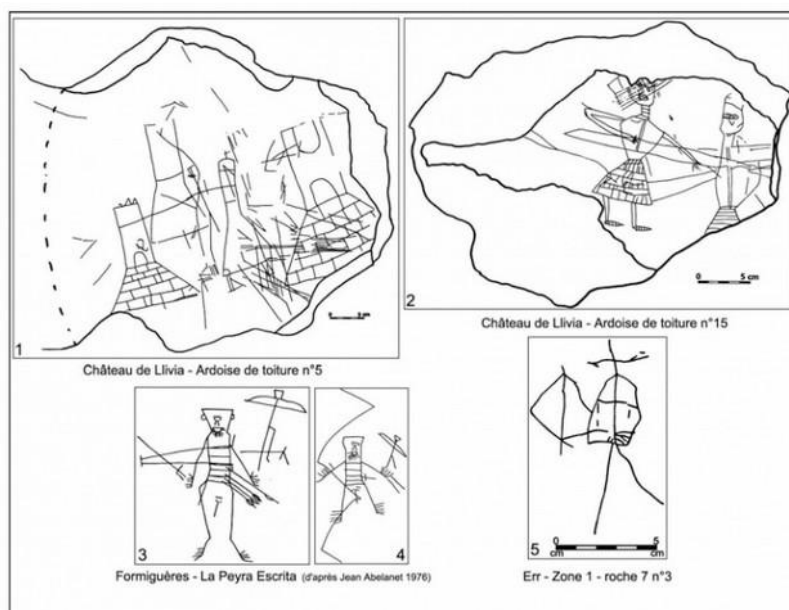 1
2
0 5 cm
Château de Llivia - Ardoise de toiture n°5
Château de Llivia - Ardoise de toiture n°15
3
4
5
0 5
cm cm
Formiguères - La Peyra Escrita (d'après Jean Abelanet 1976)
Err - Zone 1 - roche 7 n°3